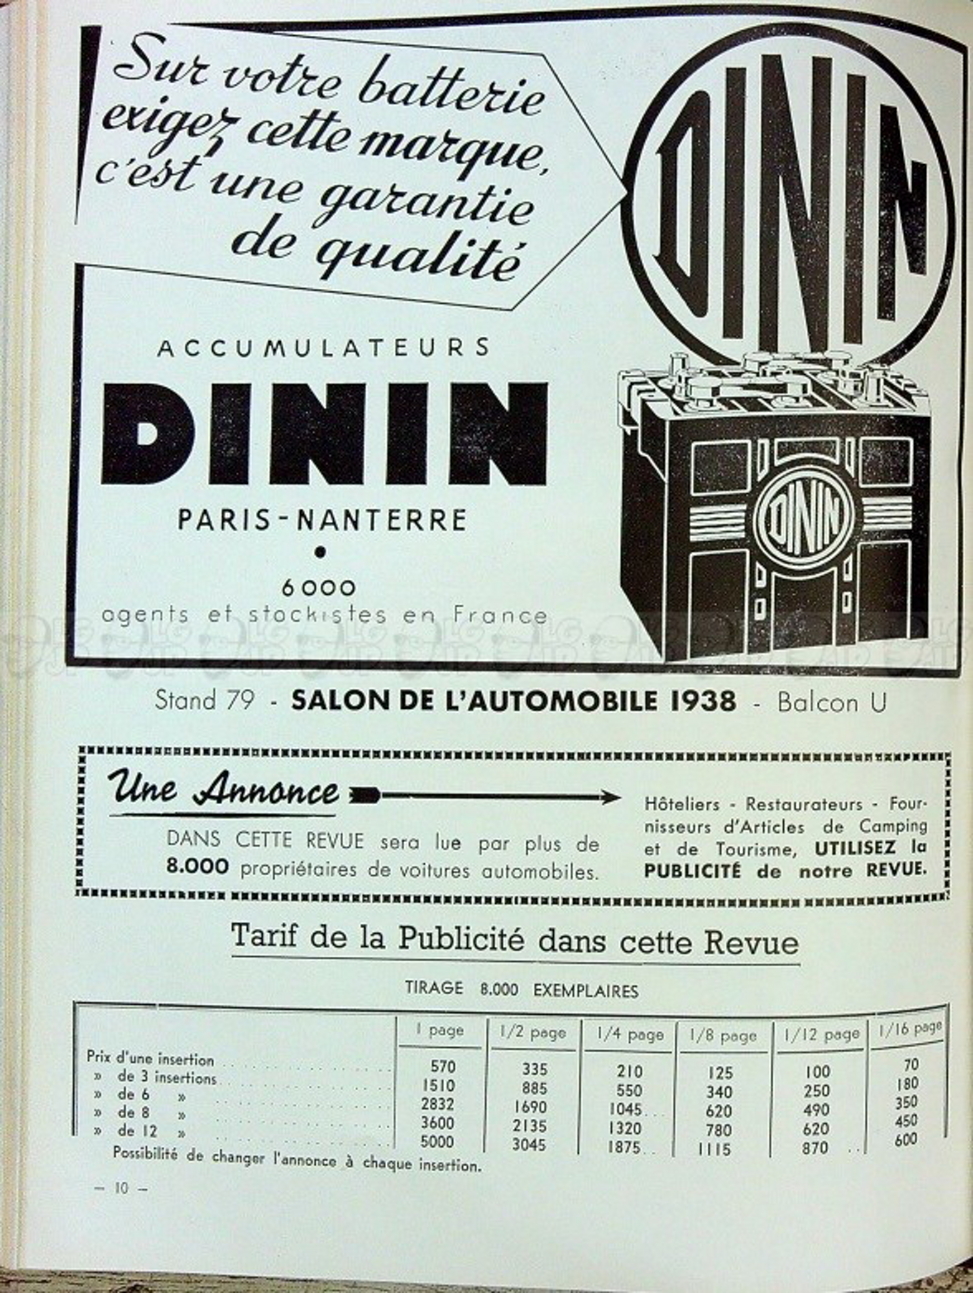 Sur votre batterie
exigez cette marque,
c'est une garantie
de qualité
DININ
ACCUMULATEURS
DININ
PARIS-NANTERRE
•
6000
agents et stockistes en France
DININ
Stand 79 - SALON DE L'AUTOMOBILE 1938 - Balcon U
Une Annonce
DANS CETTE REVUE sera lue par plus de
8.000 propriétaires de voitures automobiles.
Hôteliers - Restaurateurs - Four-
nisseurs d'Articles de Camping
et de Tourisme, UTILISEZ la
PUBLICITÉ de notre REVUE.
Tarif de la Publicité dans cette Revue
TIRAGE 8.000 EXEMPLAIRES
1 page 1/2 page 1/4 page 1/8 page 1/12 page 1/16 page
Prix d'une insertion 570 335 210 125 100 70
» de 3 insertions 1510 885 550 340 250 180
» de 6 » 2832 1690 1045 620 490 350
» de 8 » 3600 2135 1320 780 620 450
» de 12 » 5000 3045 1875 1115 870 600
Possibilité de changer l'annonce à chaque insertion.
— 10 —